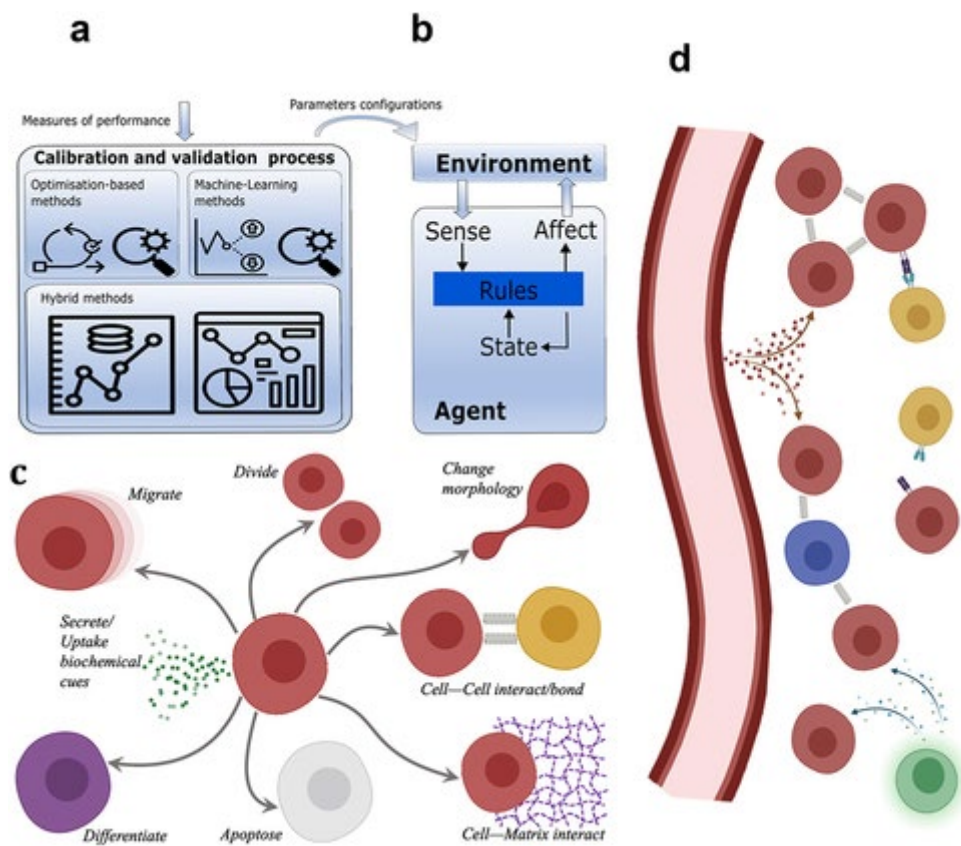 a
b
d
Measures of performance
Parameters configurations
Calibration and validation process
Optimisation-based
methods
Machine-Learning
methods
Hybrid methods
Environment
Sense
Affect
Rules
State
Agent
c
Migrate
Divide
Change
morphology
Secrete/
Uptake
biochemical
cues
Cell—Cell interact/bond
Differentiate
Apoptose
Cell—Matrix interact